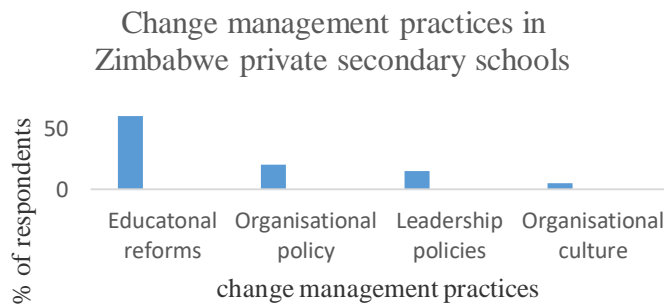 Change management practices in
Zimbabwe private secondary schools
% of respondents
50
0
Educatonal reforms
Organisational policy
Leadership policies
Organisational culture
change management practices